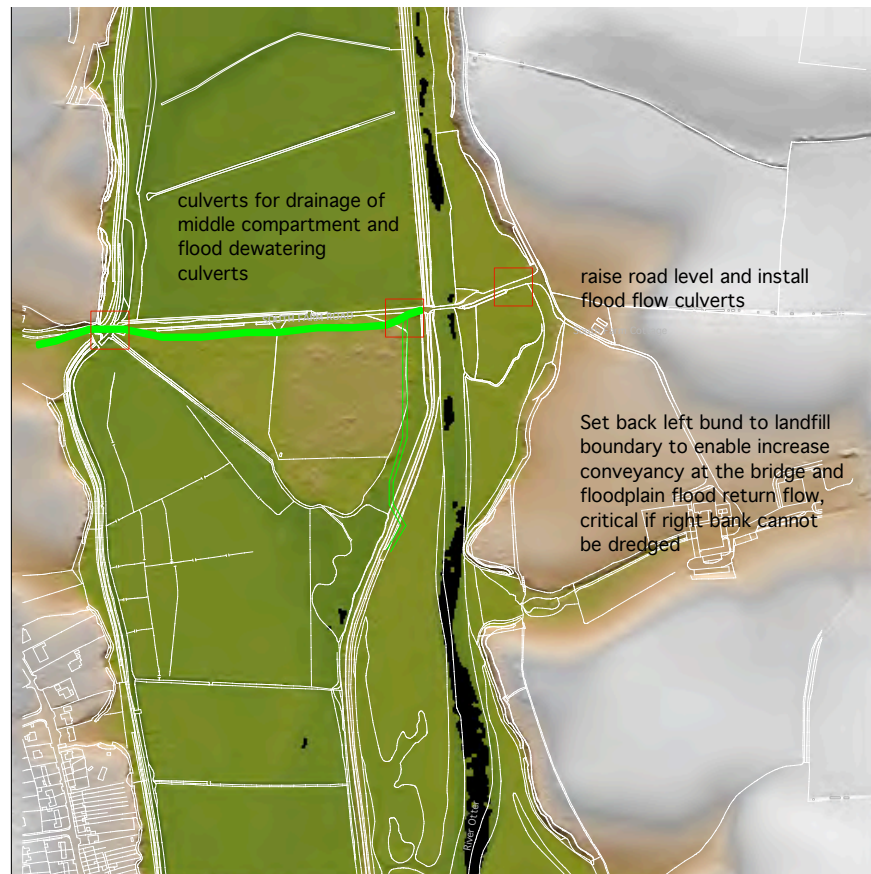 culverts for drainage of
middle compartment and
flood dewatering
culverts
raise road level and install
flood flow culverts
Set back left bund to landfill
boundary to enable increase
conveyancy at the bridge and
floodplain flood return flow,
critical if right bank cannot
be dredged
River Otter